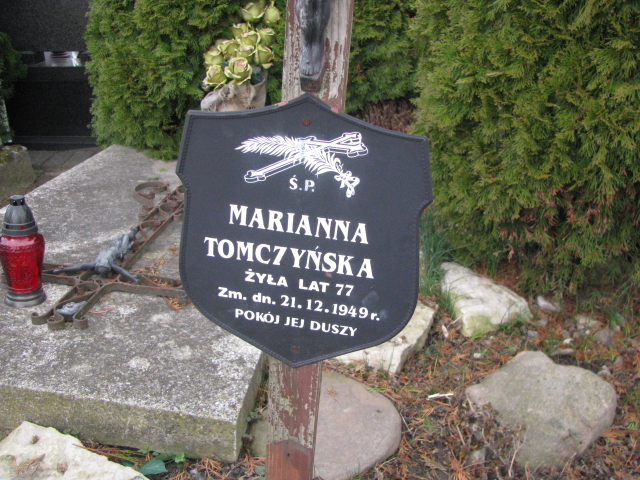 Ś.P.
MARIANNA
TOMCZYŃSKA
ŻYŁA LAT 77
Zm. dn. 21.12.1949 r.
POKÓJ JEJ DUSZY